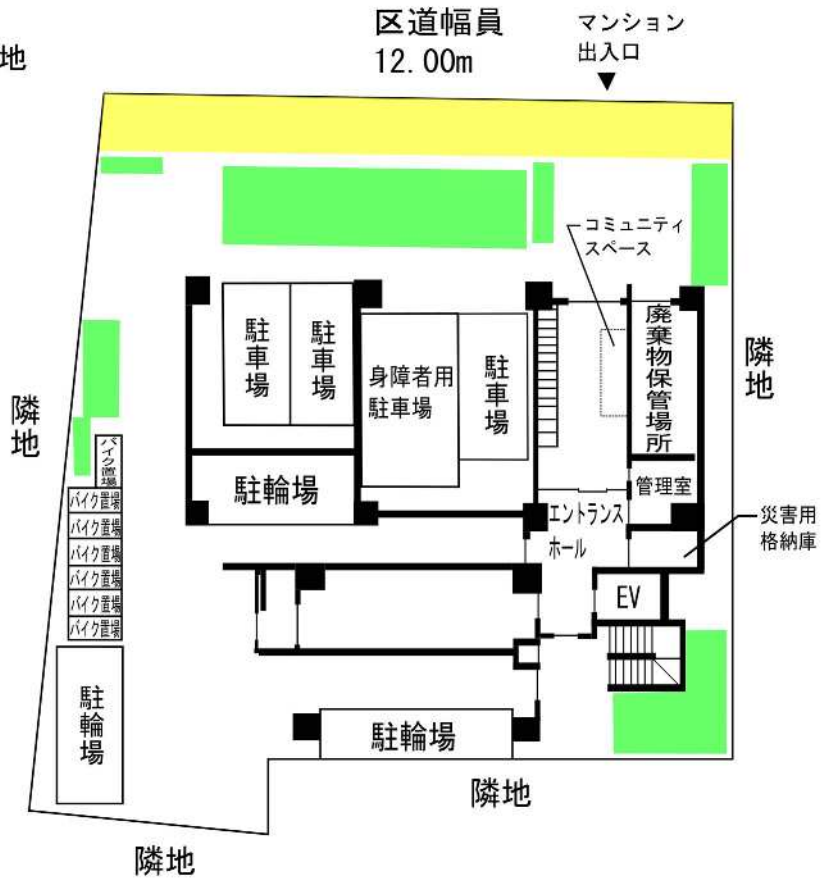 地
区道幅員
12.00m
マンション
出入口
コミュニティ
スペース
駐車場
駐車場
身障者用
駐車場
駐車場
廃棄物保管場所
隣地
隣地
駐輪場
管理室
バイク置場
バイク置場
バイク置場
バイク置場
バイク置場
バイク置場
バイク置場
エントランス
ホール
災害用
格納庫
EV
駐輪場
駐輪場
隣地
隣地